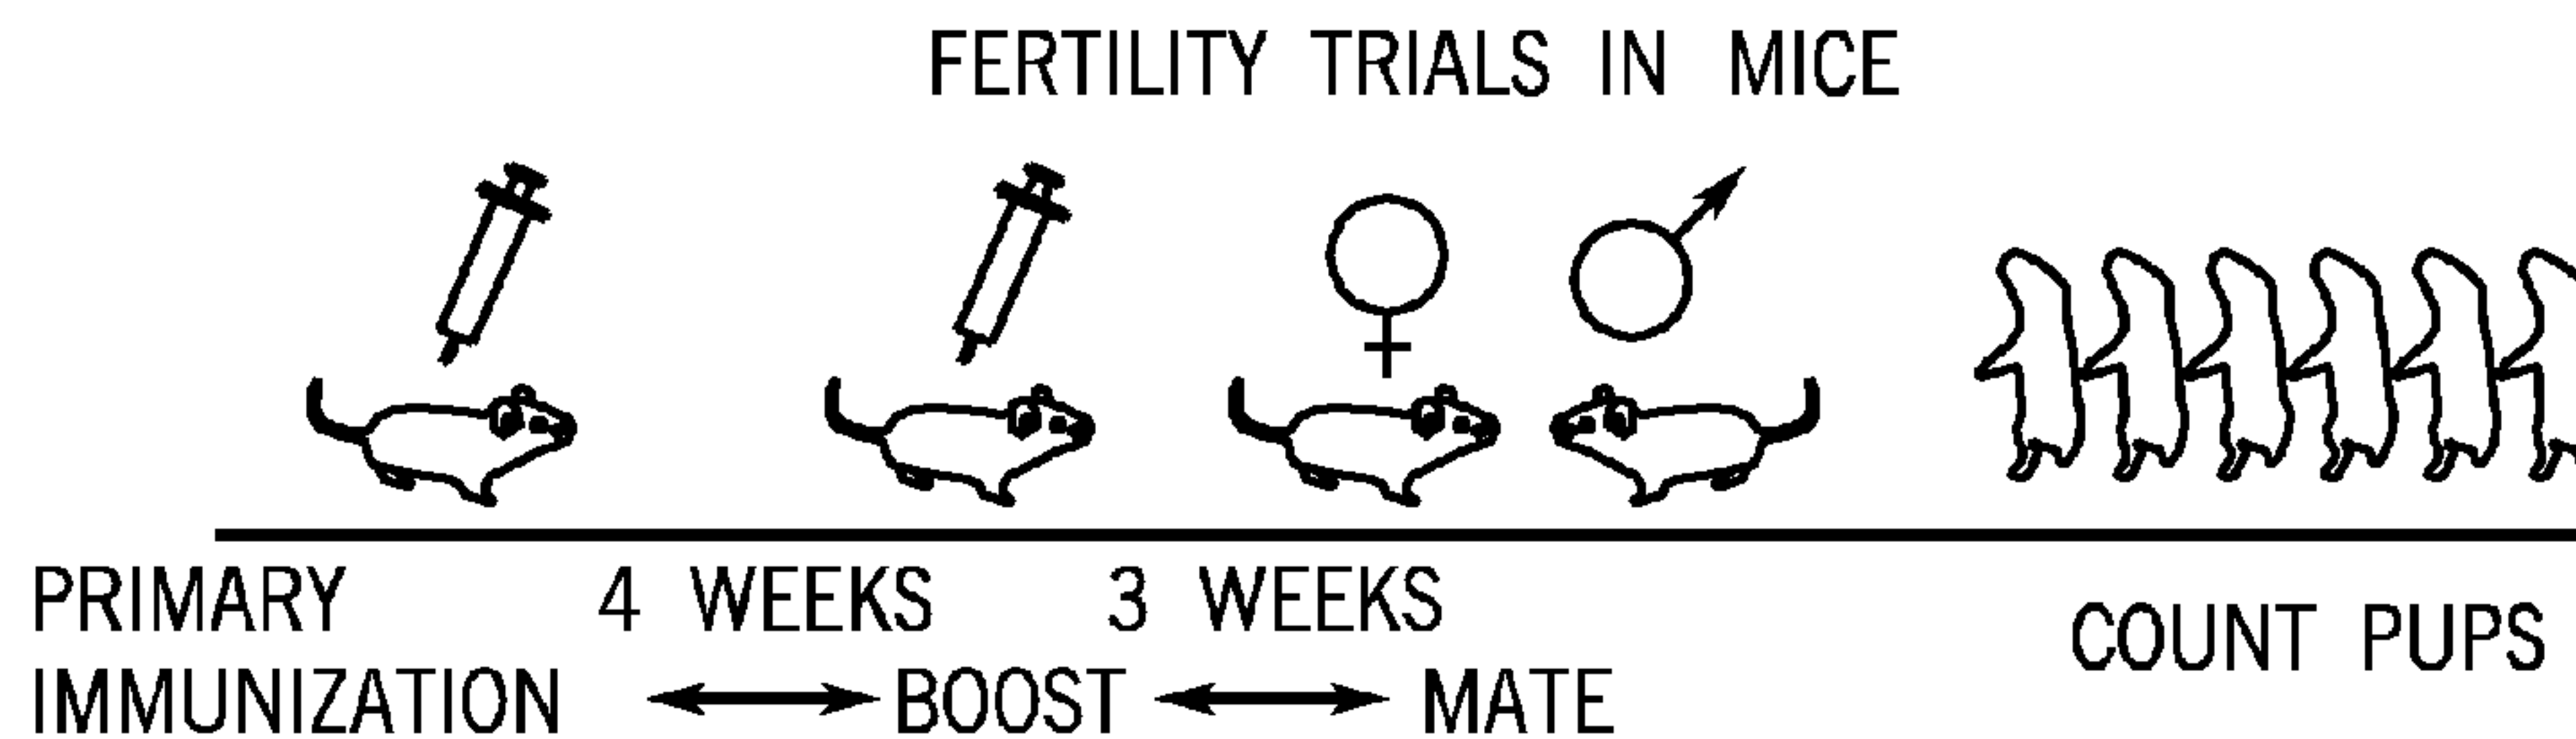 FERTILITY TRIALS IN MICE
PRIMARY 4 WEEKS 3 WEEKS
IMMUNIZATION BOOST MATE
COUNT PUPS